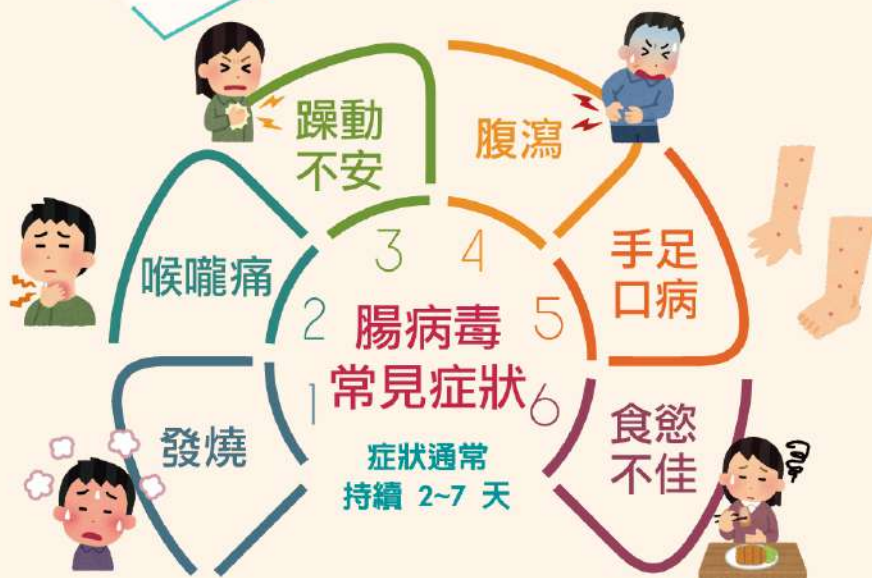 腸病毒
常見症狀
症狀通常
持續 2~7 天
1
發燒
2
喉嚨痛
3
躁動
不安
4
腹瀉
5
手足
口病
6
食慾
不佳